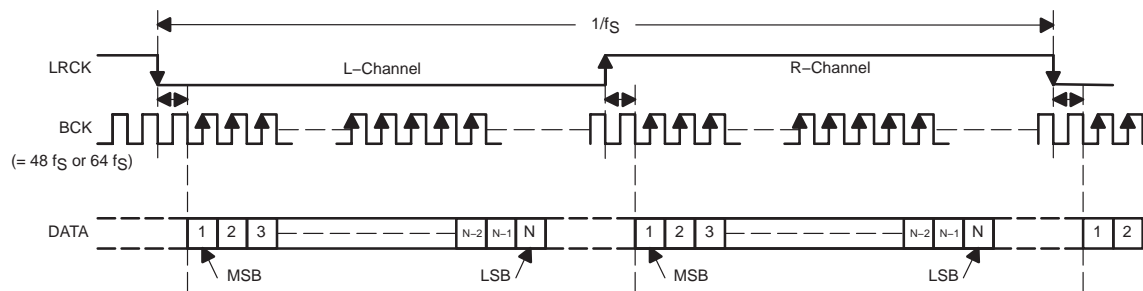 1/fS
LRCK
L–Channel
R–Channel
BCK
(= 48 fS or 64 fS)
DATA
1 2 3 N–2 N–1 N 1 2 3 N–2 N–1 N 1 2
MSB LSB MSB LSB